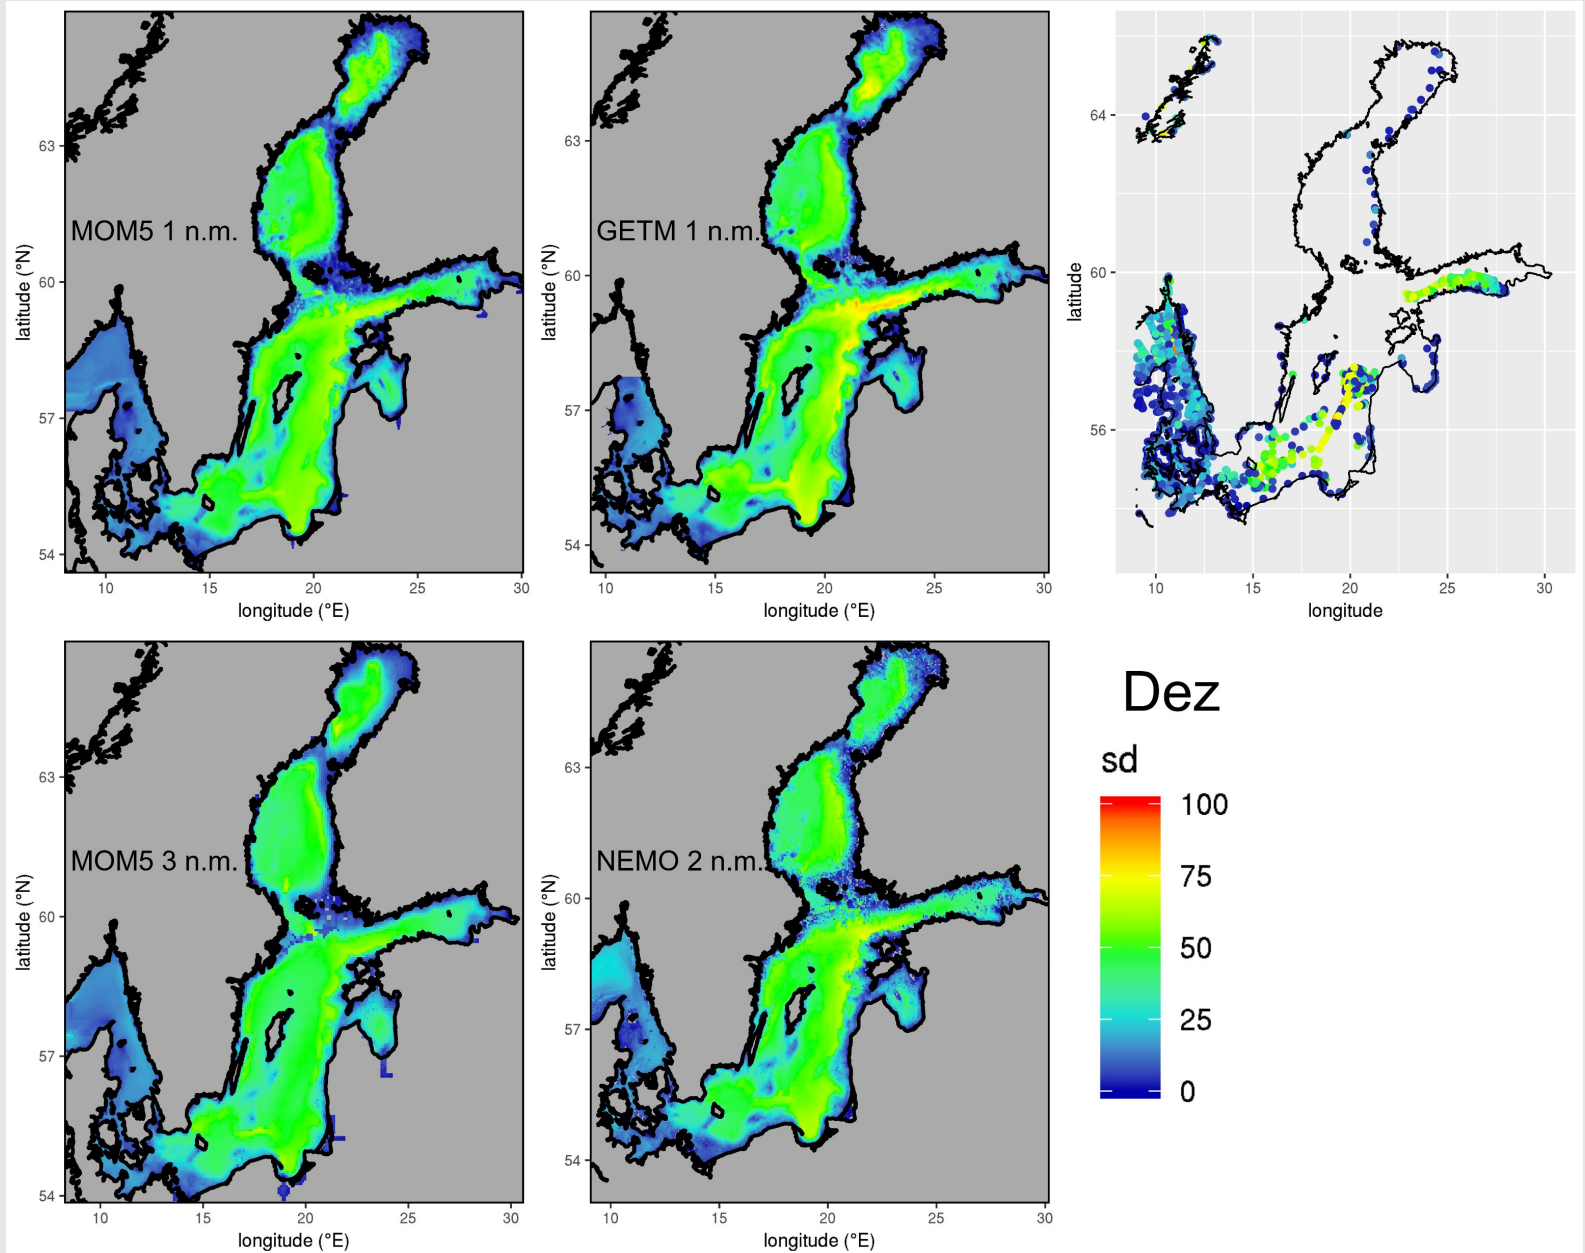 63
60
57
54
latitude (°N)
MOM5 1 n.m.
10 15 20 25 30
longitude (°E)
63
60
57
54
latitude (°N)
GETM 1 n.m.
10 15 20 25 30
longitude (°E)
64
60
56
latitude
10 15 20 25 30
longitude
63
60
57
54
latitude (°N)
MOM5 3 n.m.
10 15 20 25 30
longitude (°E)
63
60
57
54
latitude (°N)
NEMO 2 n.m.
10 15 20 25 30
longitude (°E)
Dez
sd
100
75
50
25
0